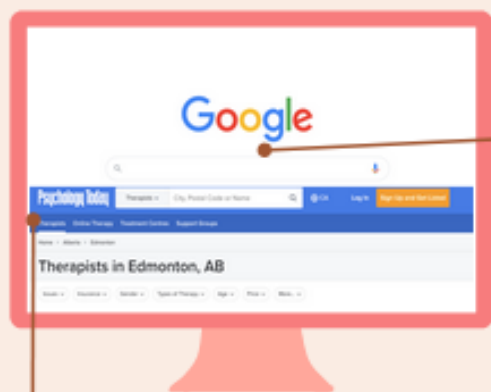 Google
Psychology Today Therapists City, Postal Code or Name CA Log In Sign Up and Get Listed
Therapists Online Therapy Treatment Centres Support Groups
Home > Alberta > Edmonton
Therapists in Edmonton, AB
Issues Insurance Gender Types of Therapy Age Price More...